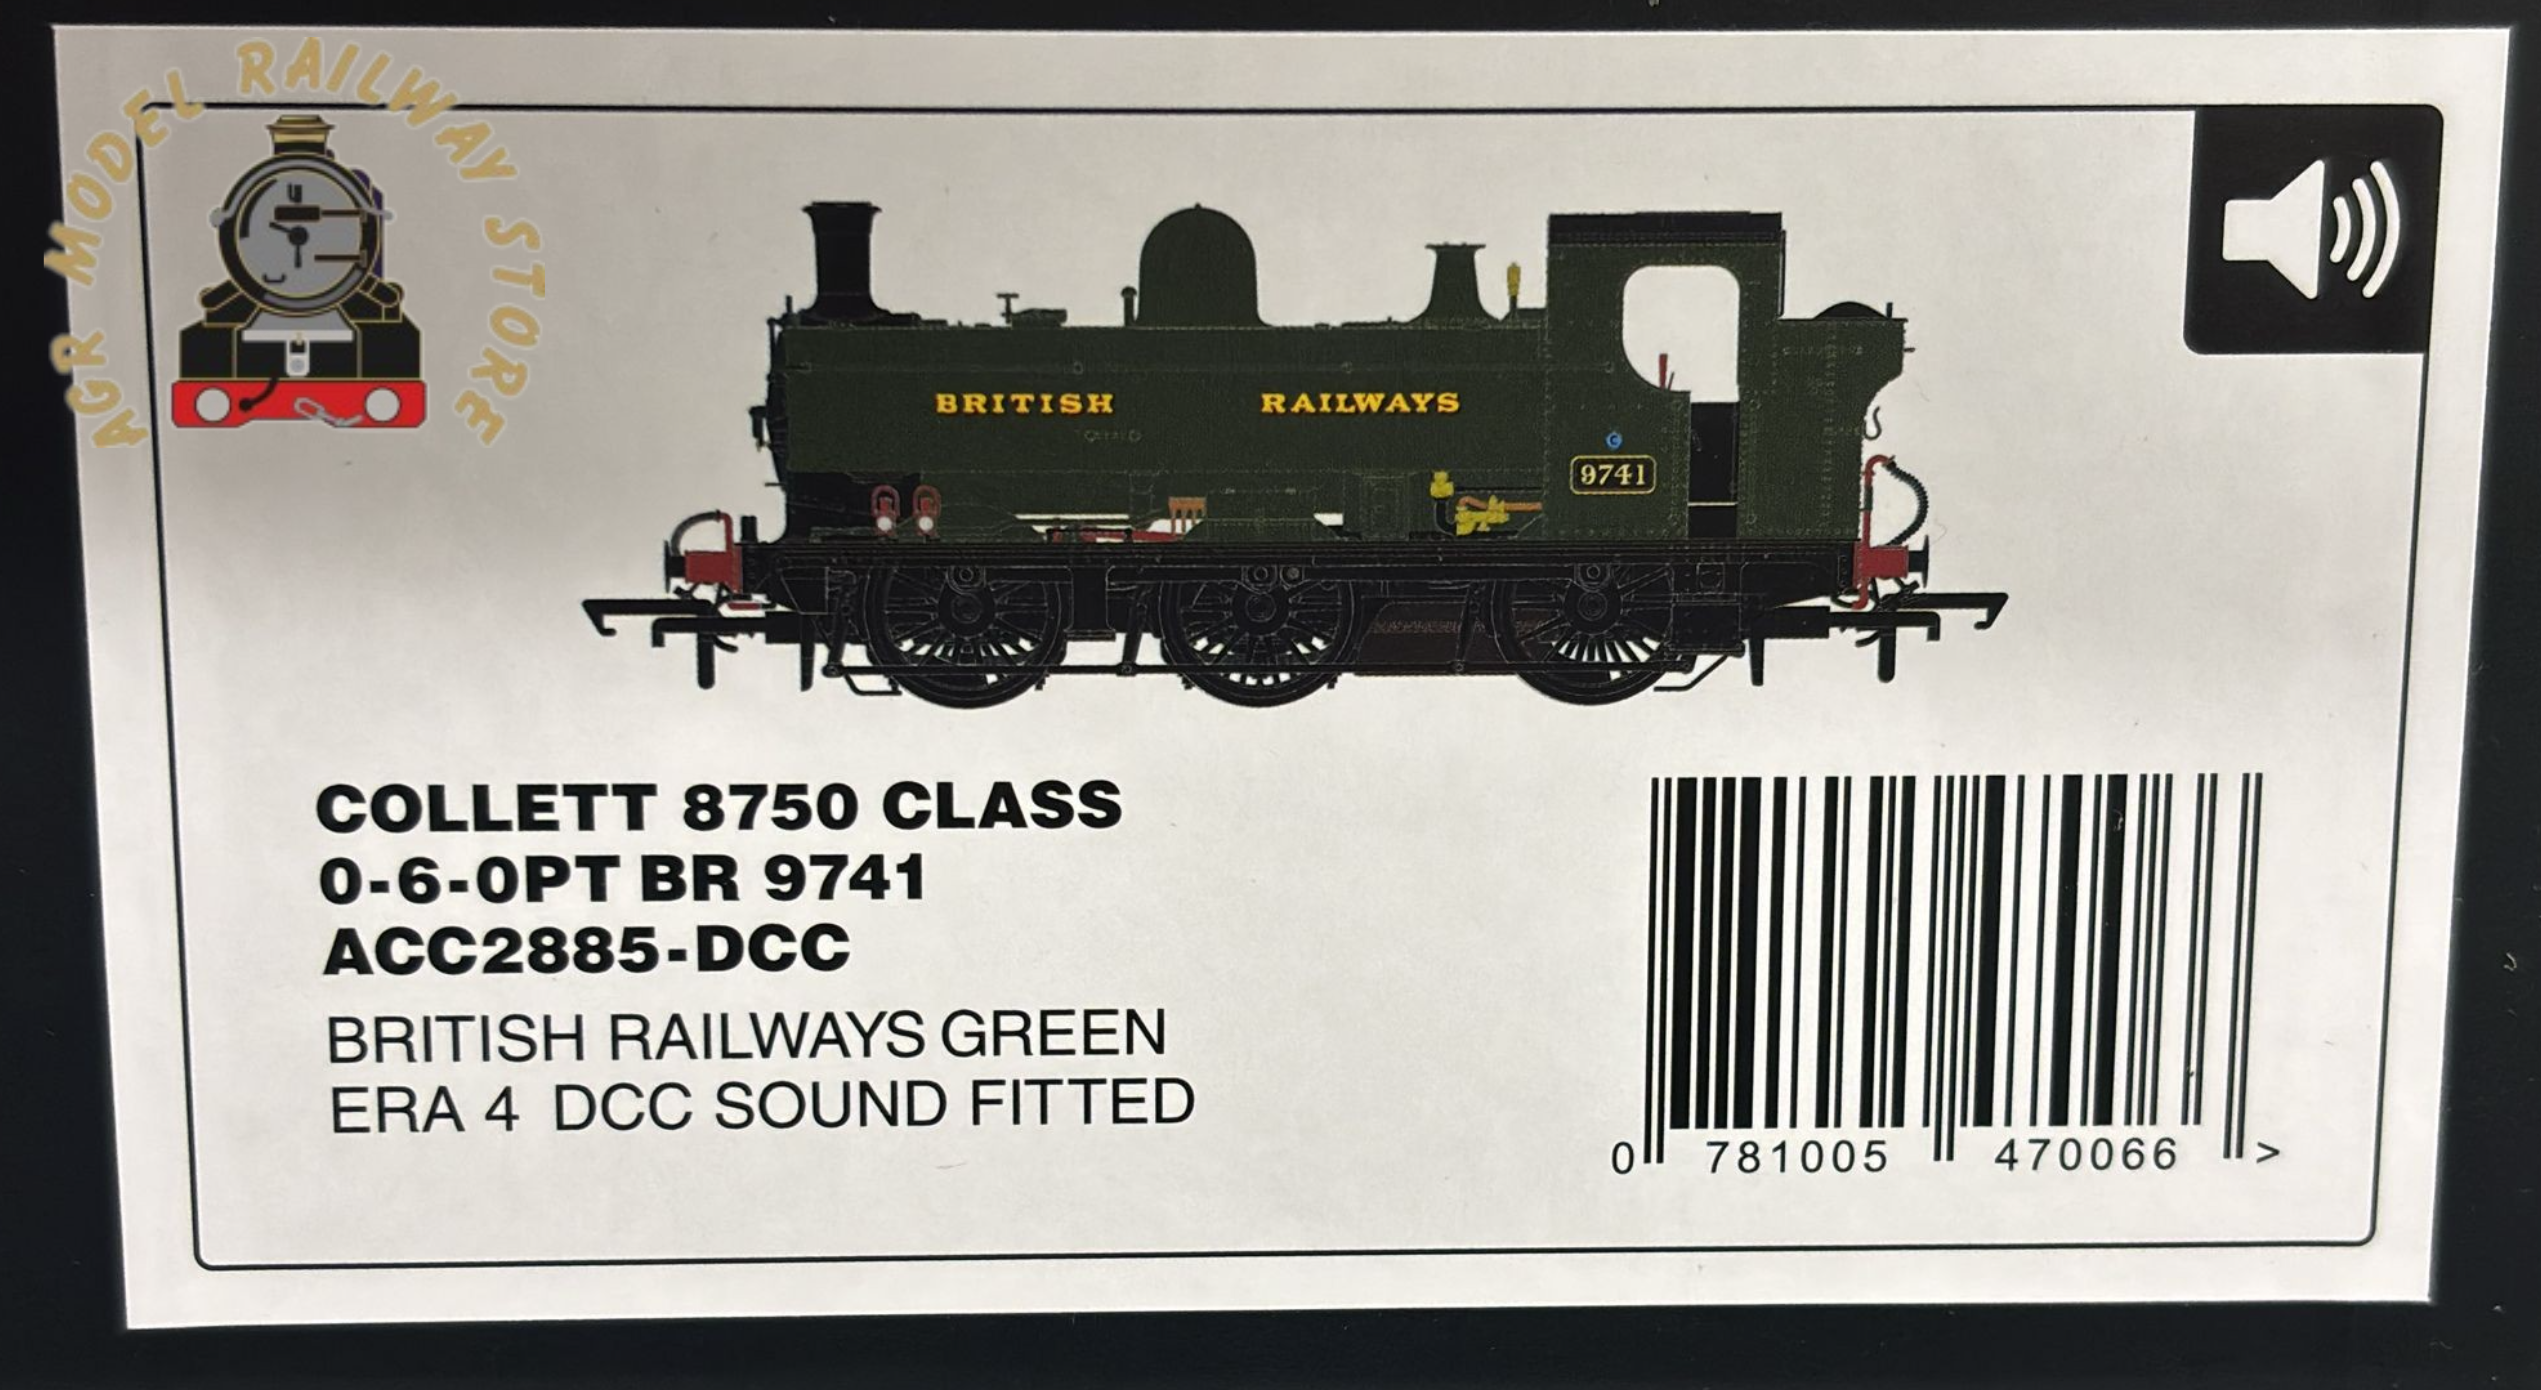 AGR MODEL RAILWAY STORE
BRITISH RAILWAYS
C
9741
COLLETT 8750 CLASS
0-6-0PT BR 9741
ACC2885-DCC
BRITISH RAILWAYS GREEN
ERA 4 DCC SOUND FITTED
0 781005 470066 >